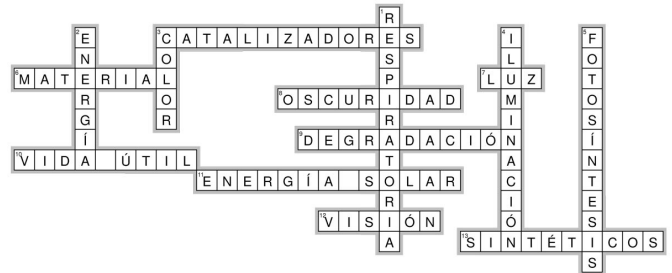 1 RESPIRATORIA
2 ENERGÍA
3 CATALIZADORES
3 COLOR
4 ILUMINACIÓN
5 FOTOSÍNTESIS
6 MATERIAL
7 LUZ
8 OSCURIDAD
9 DEGRADACIÓN
10 VIDA ÚTIL
11 ENERGÍA SOLAR
12 VISIÓN
13 SINTÉTICOS